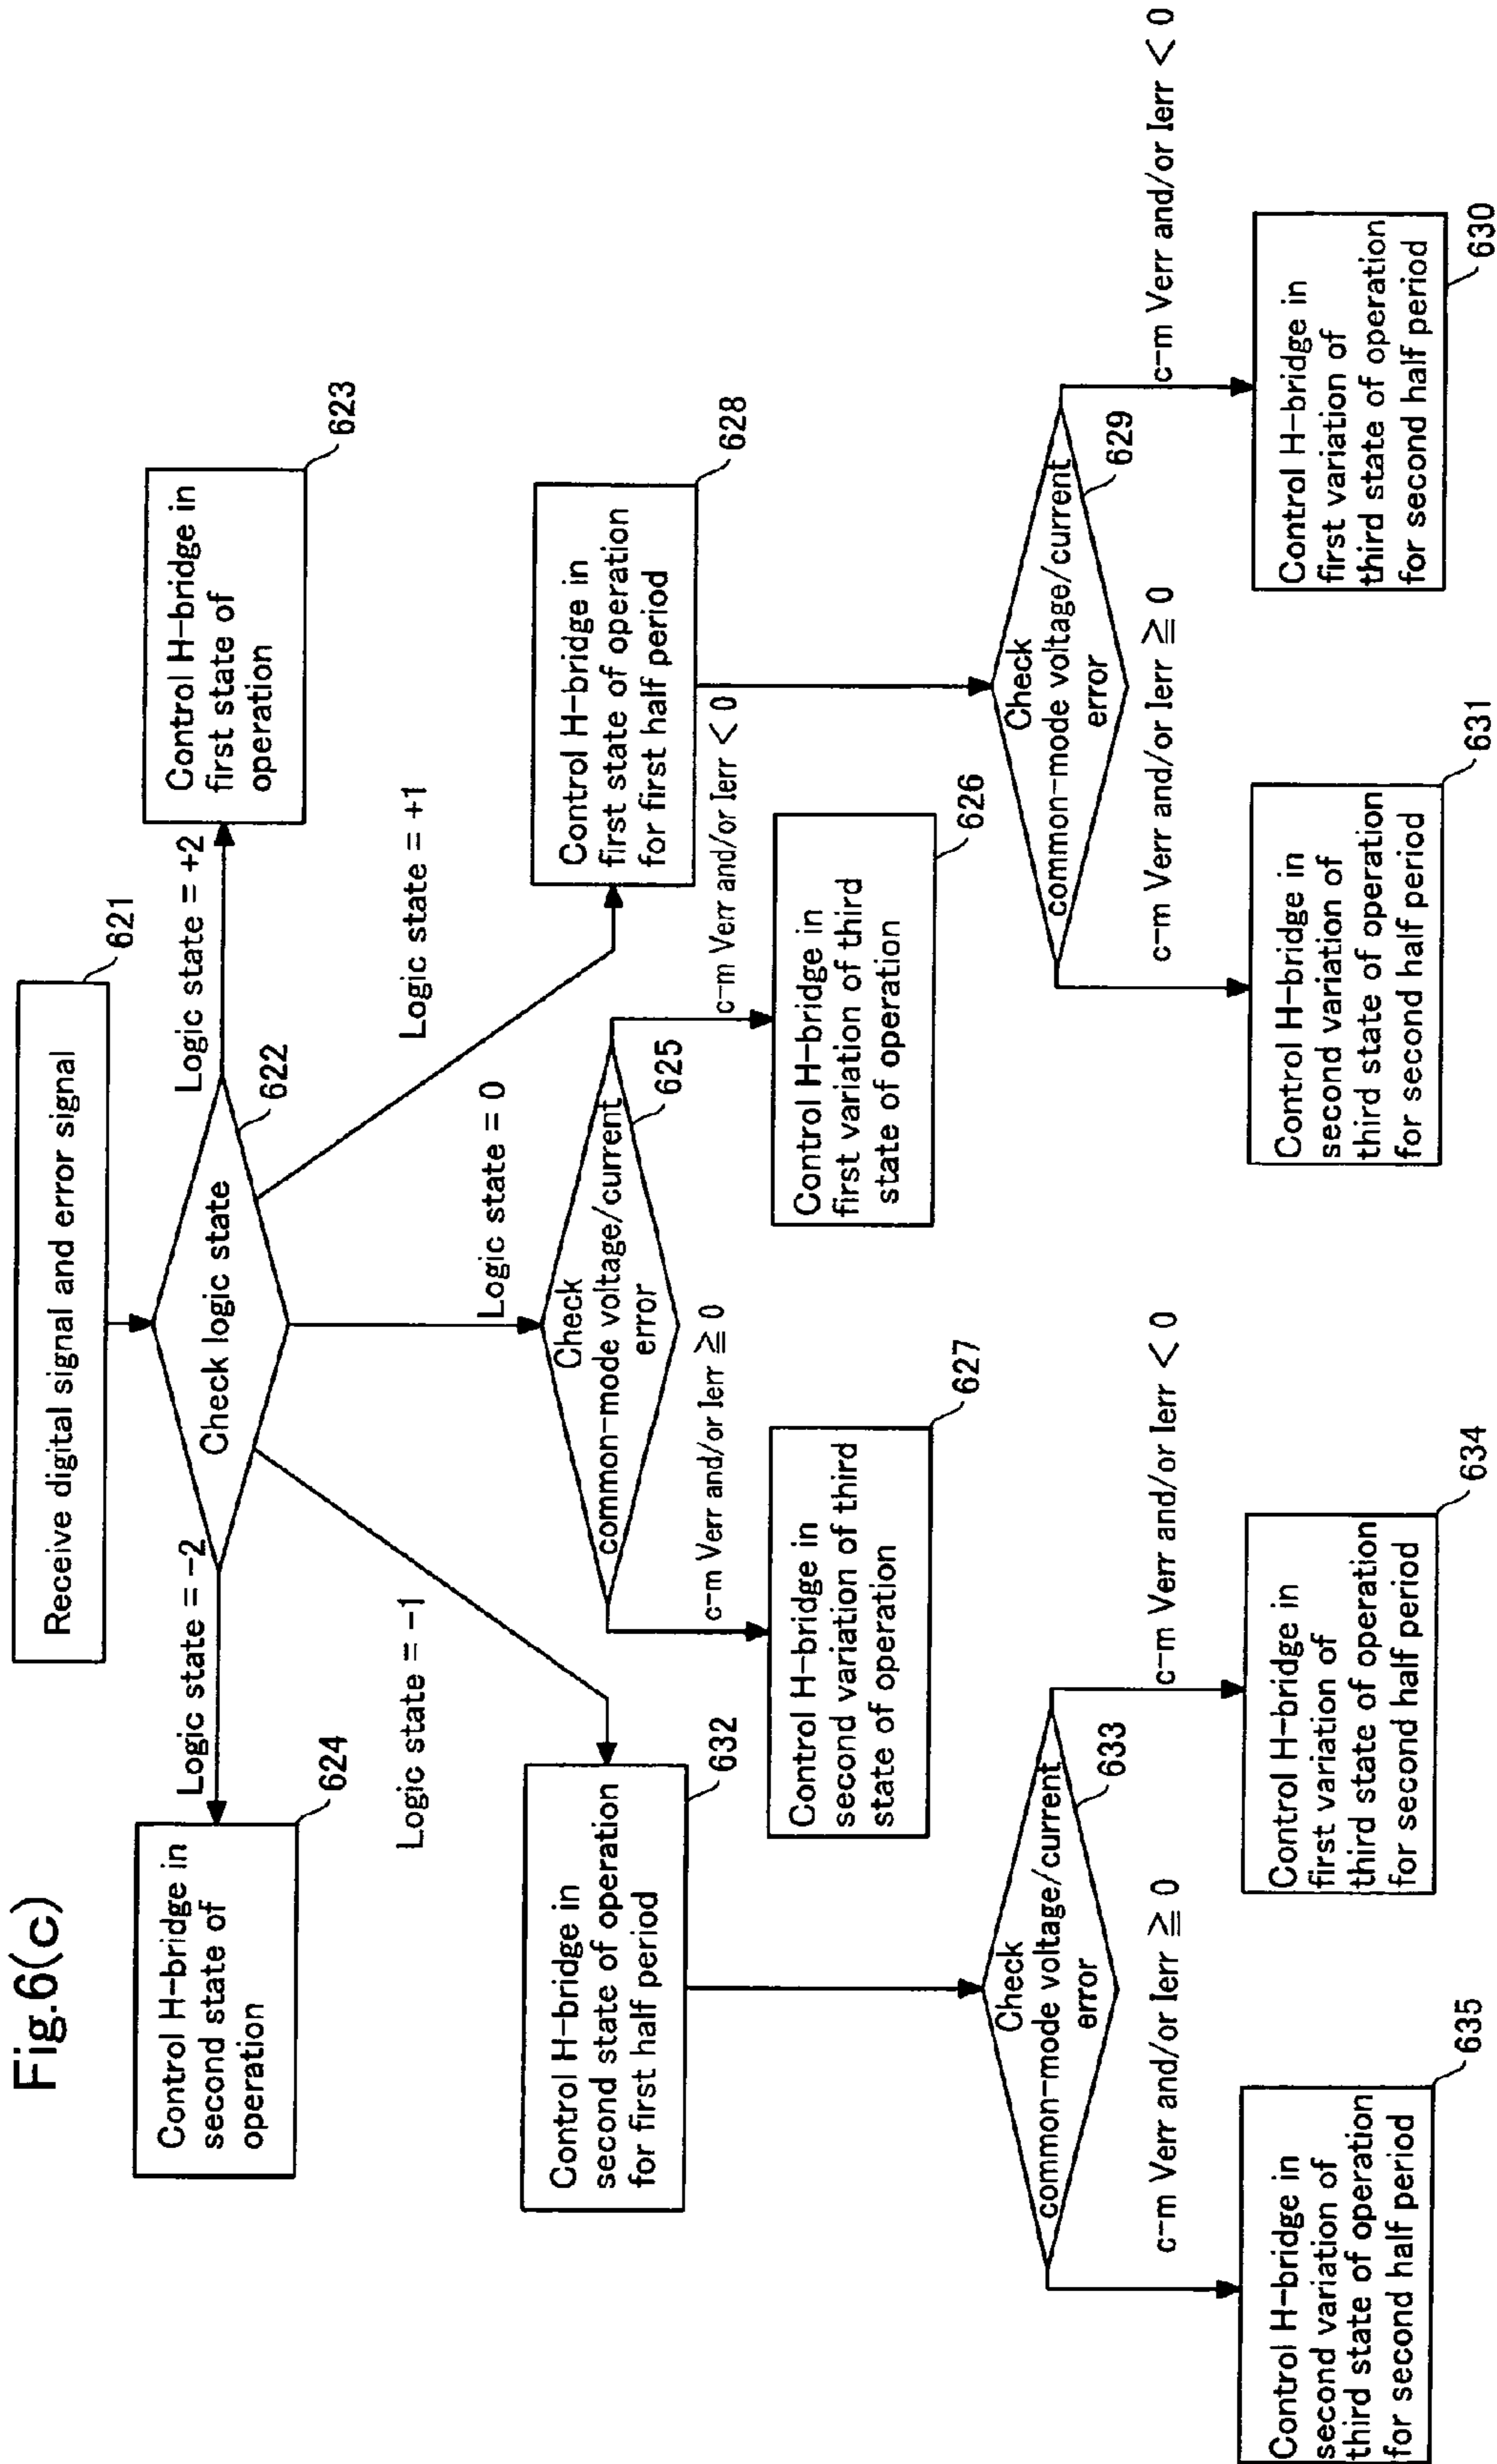 Fig.6(c)
Receive digital signal and error signal
621
Check logic state
622
Logic state = +2
Control H-bridge in
first state of
operation
623
Logic state = -2
Control H-bridge in
second state of
operation
624
Logic state = +1
Logic state = 0
Logic state = -1
Control H-bridge in
first state of operation
for first half period
628
Check
common-mode voltage/current
error
625
c-m Verr and/or Ierr < 0
Control H-bridge in
first variation of third
state of operation
626
c-m Verr and/or Ierr ≧ 0
Control H-bridge in
second variation of third
state of operation
627
Control H-bridge in
second state of operation
for first half period
632
Check
common-mode voltage/current
error
629
c-m Verr and/or Ierr < 0
Control H-bridge in
first variation of
third state of operation
for second half period
630
c-m Verr and/or Ierr ≧ 0
Control H-bridge in
second variation of
third state of operation
for second half period
631
Check
common-mode voltage/current
error
633
c-m Verr and/or Ierr < 0
Control H-bridge in
first variation of
third state of operation
for second half period
634
c-m Verr and/or Ierr ≧ 0
Control H-bridge in
second variation of
third state of operation
for second half period
635